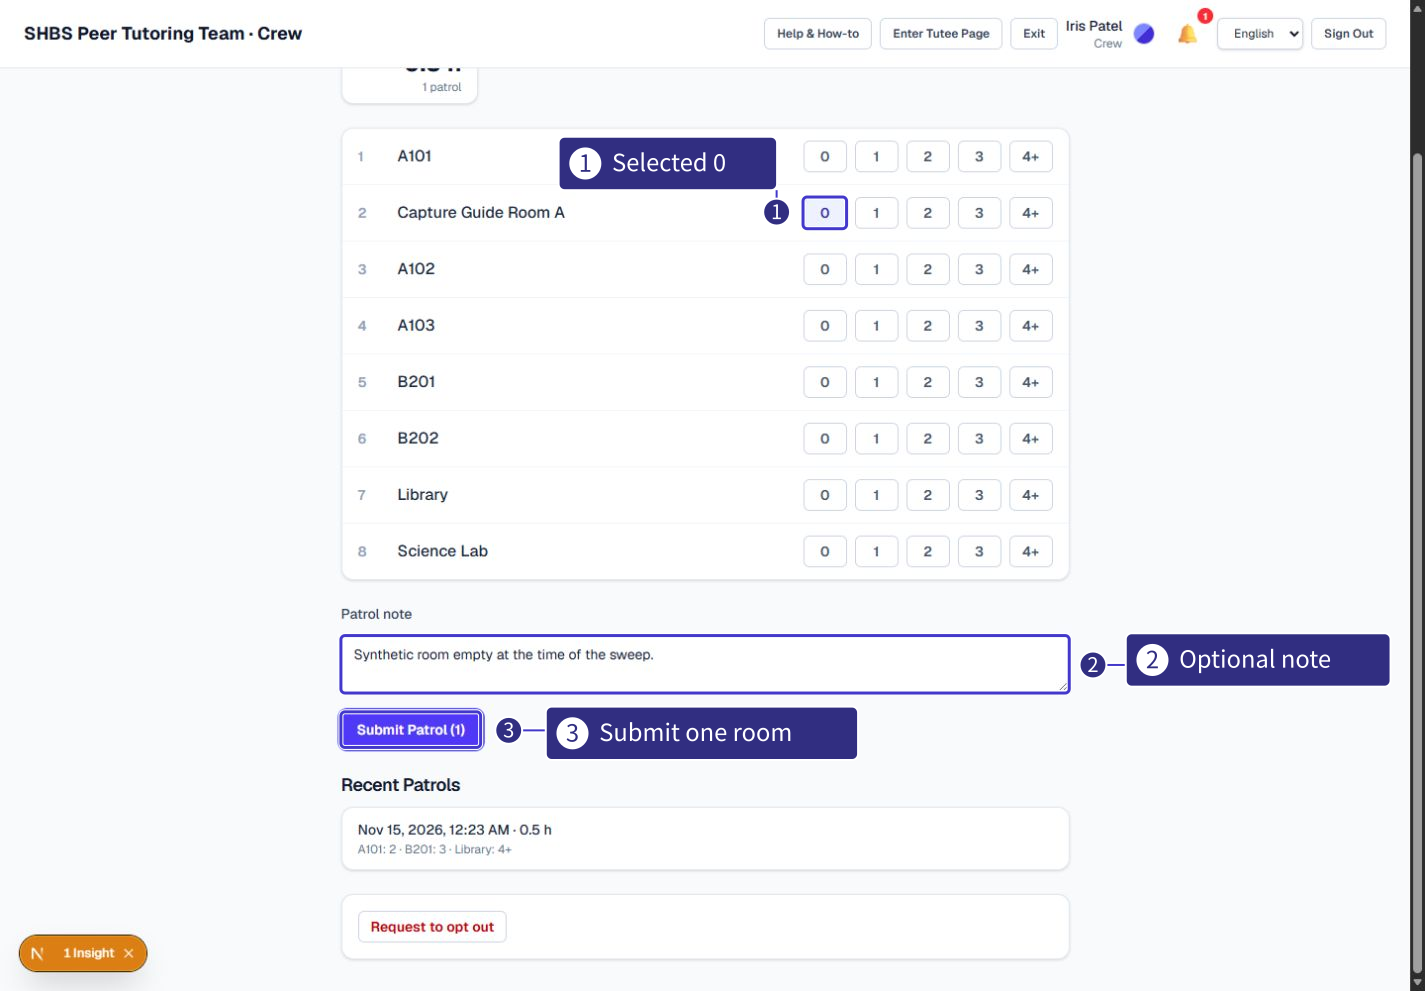 SHBS Peer Tutoring Team · Crew
Help & How-to
Enter Tutee Page
Exit
Iris Patel
Crew
1
English
Sign Out
1 patrol
1 A101 0 1 2 3 4+
1 Selected 0
2 Capture Guide Room A 1 0 1 2 3 4+
3 A102 0 1 2 3 4+
4 A103 0 1 2 3 4+
5 B201 0 1 2 3 4+
6 B202 0 1 2 3 4+
7 Library 0 1 2 3 4+
8 Science Lab 0 1 2 3 4+
Patrol note
Synthetic room empty at the time of the sweep.
2 2 Optional note
Submit Patrol (1)
3 3 Submit one room
Recent Patrols
Nov 15, 2026, 12:23 AM · 0.5 h
A101: 2 · B201: 3 · Library: 4+
Request to opt out
N 1 Insight ×